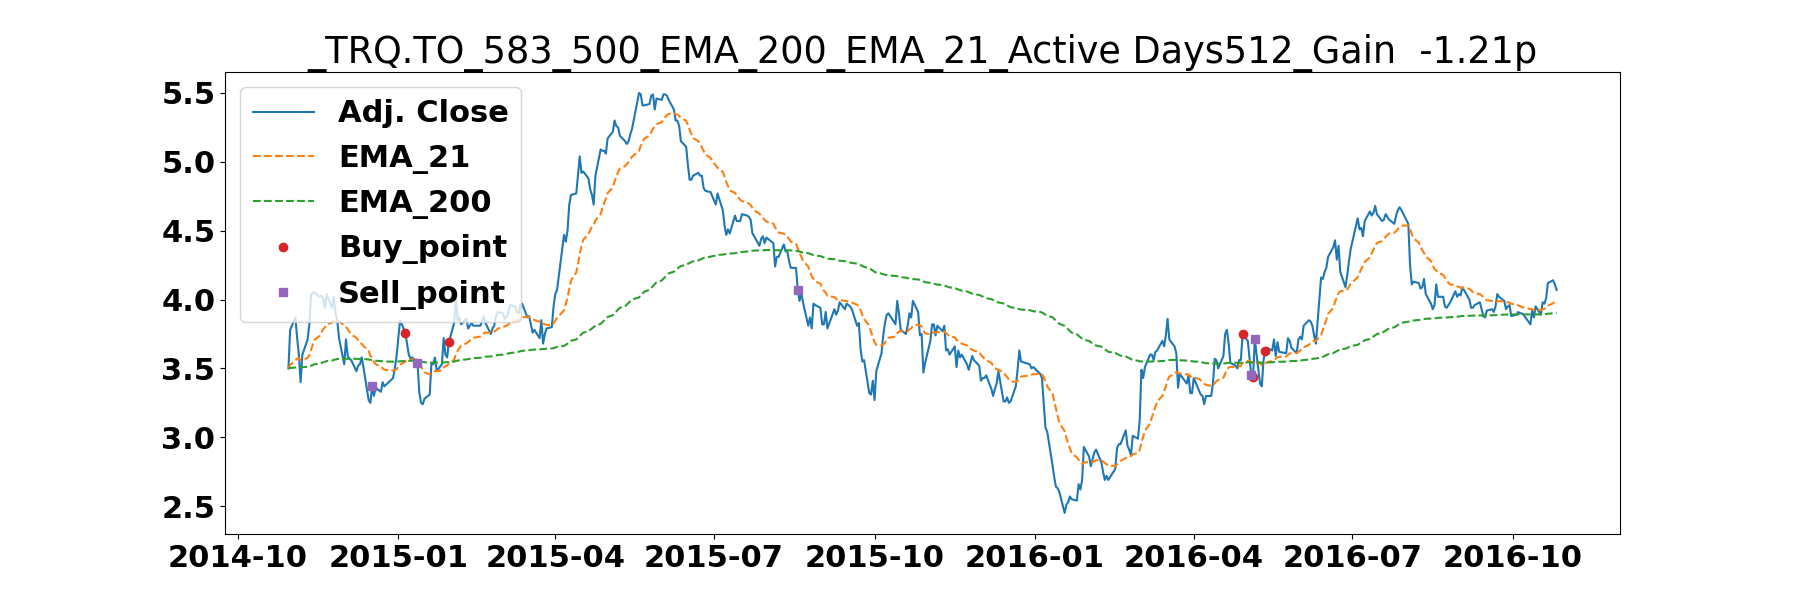 _TRQ.TO_583_500_EMA_200_EMA_21_Active Days512_Gain  -1.21p
5.5
5.0
4.5
4.0
3.5
3.0
2.5
Adj. Close
EMA_21
EMA_200
Buy_point
Sell_point
2014-10 2015-01 2015-04 2015-07 2015-10 2016-01 2016-04 2016-07 2016-10